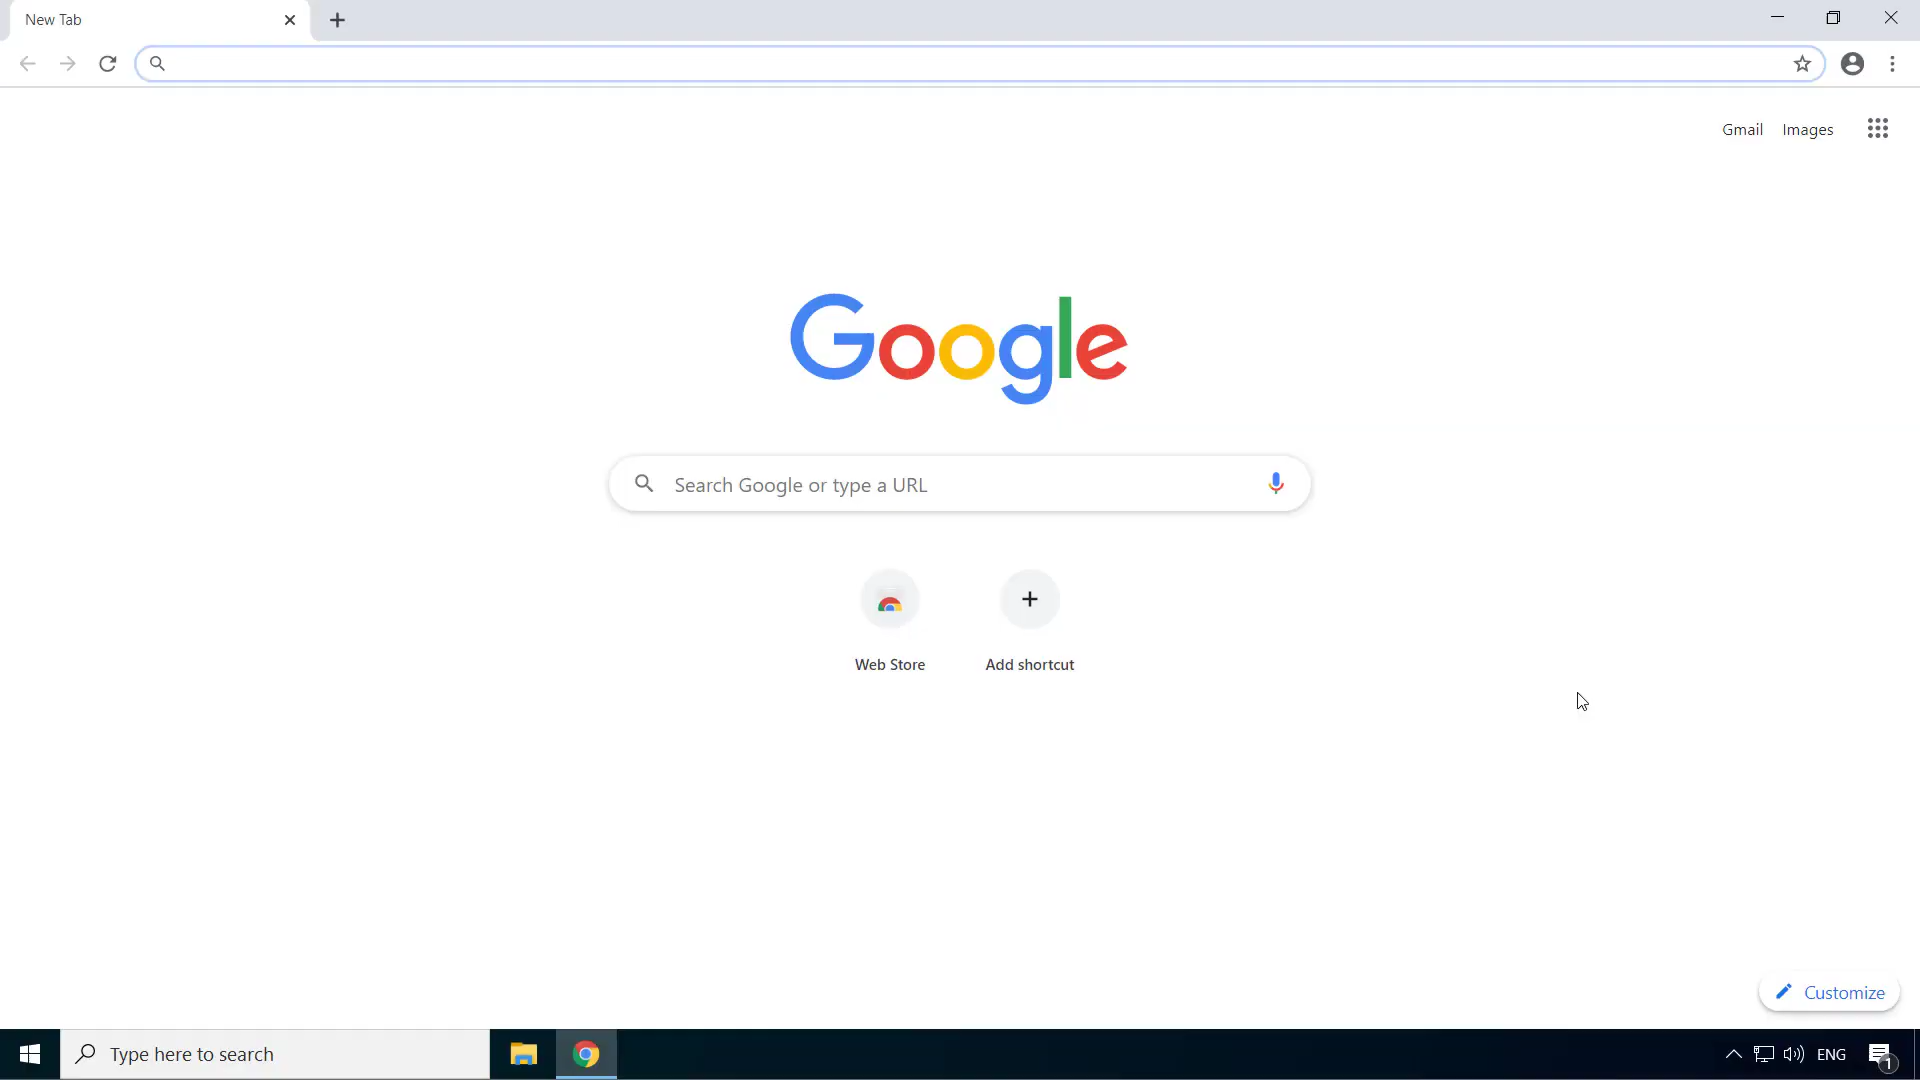 New Tab
Gmail Images
Google
Search Google or type a URL
Web Store Add shortcut
Customize
Type here to search
ENG
1